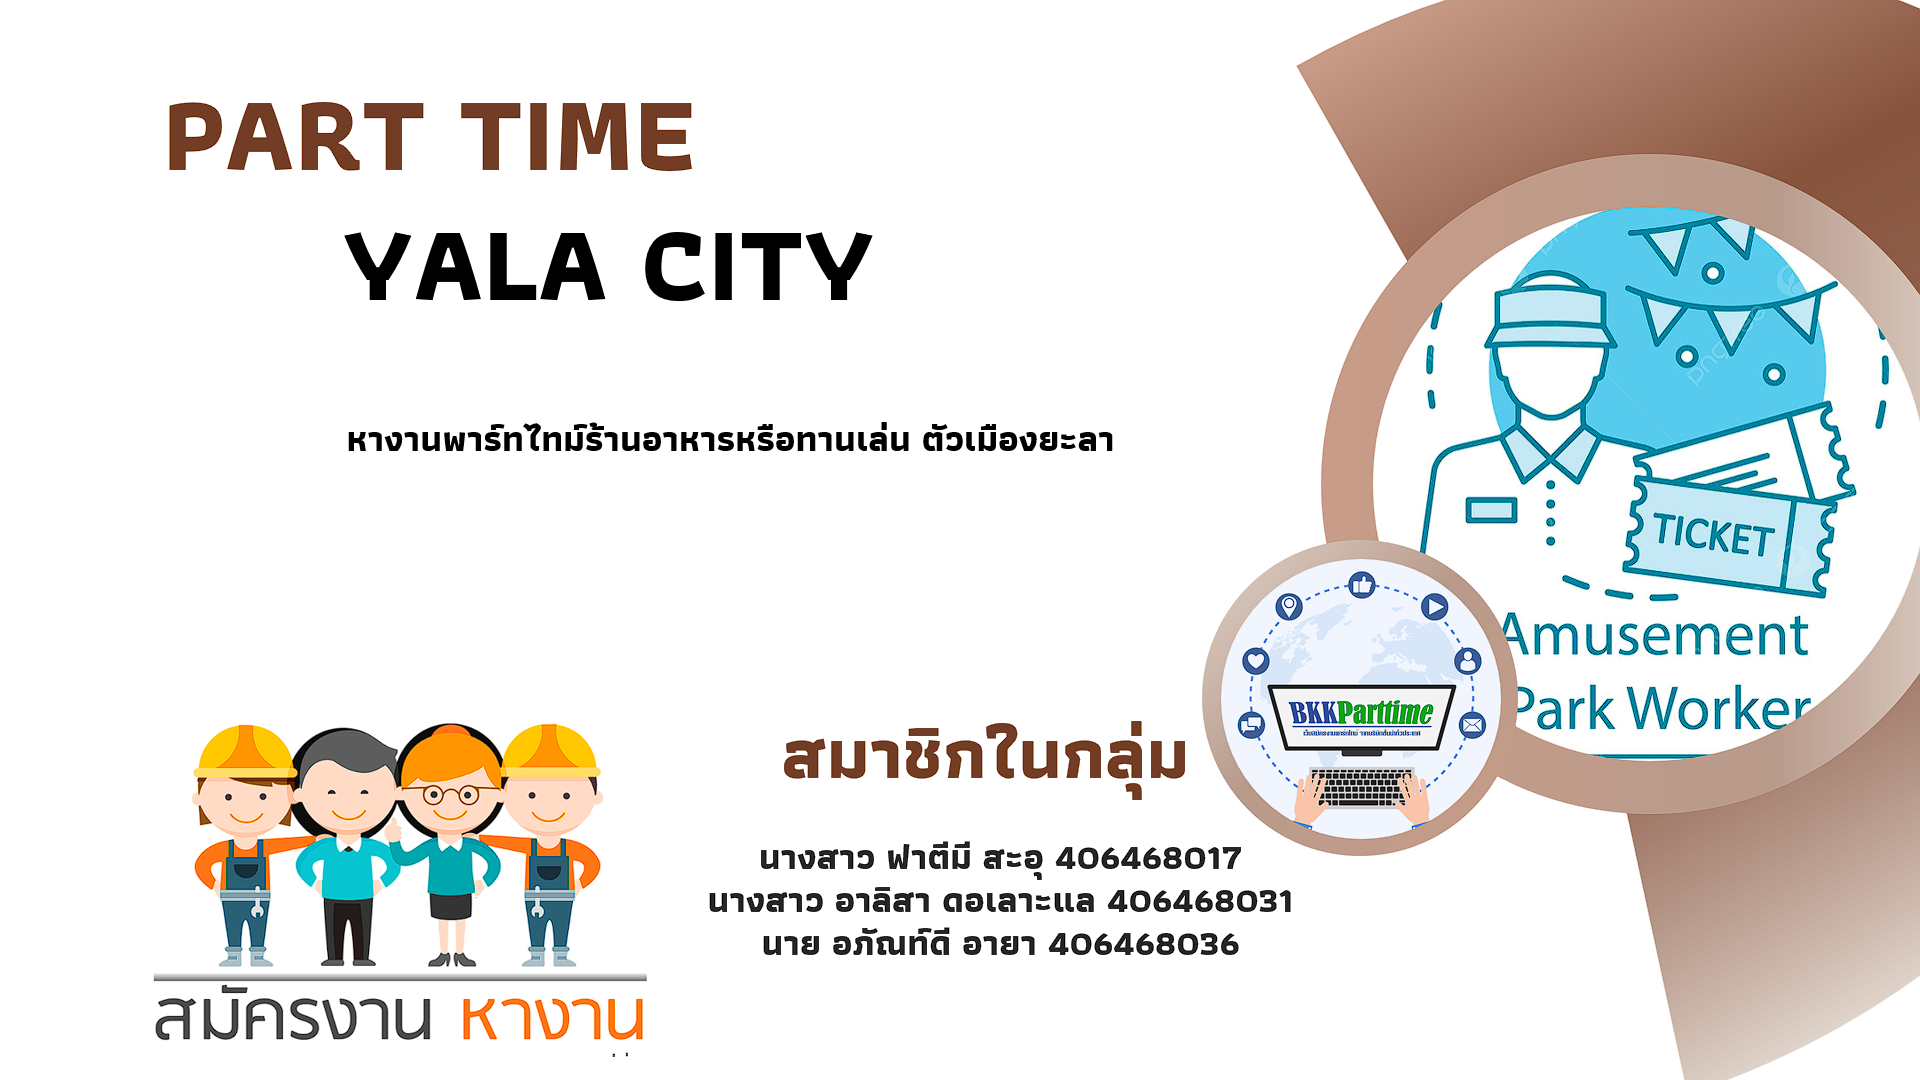 PART TIME
YALA CITY
หางานพาร์ทไทม์ร้านอาหารหรือทานเล่น ตัวเมืองยะลา
TICKET
Amusement
Park Worker
BKKParttime
สมาชิกในกลุ่ม
นางสาว ฟาตีมี สะอุ 406468017
นางสาว อาลิสา ดอเลาะแล 406468031
นาย อภัณท์ดี อายา 406468036
สมัครงาน หางาน